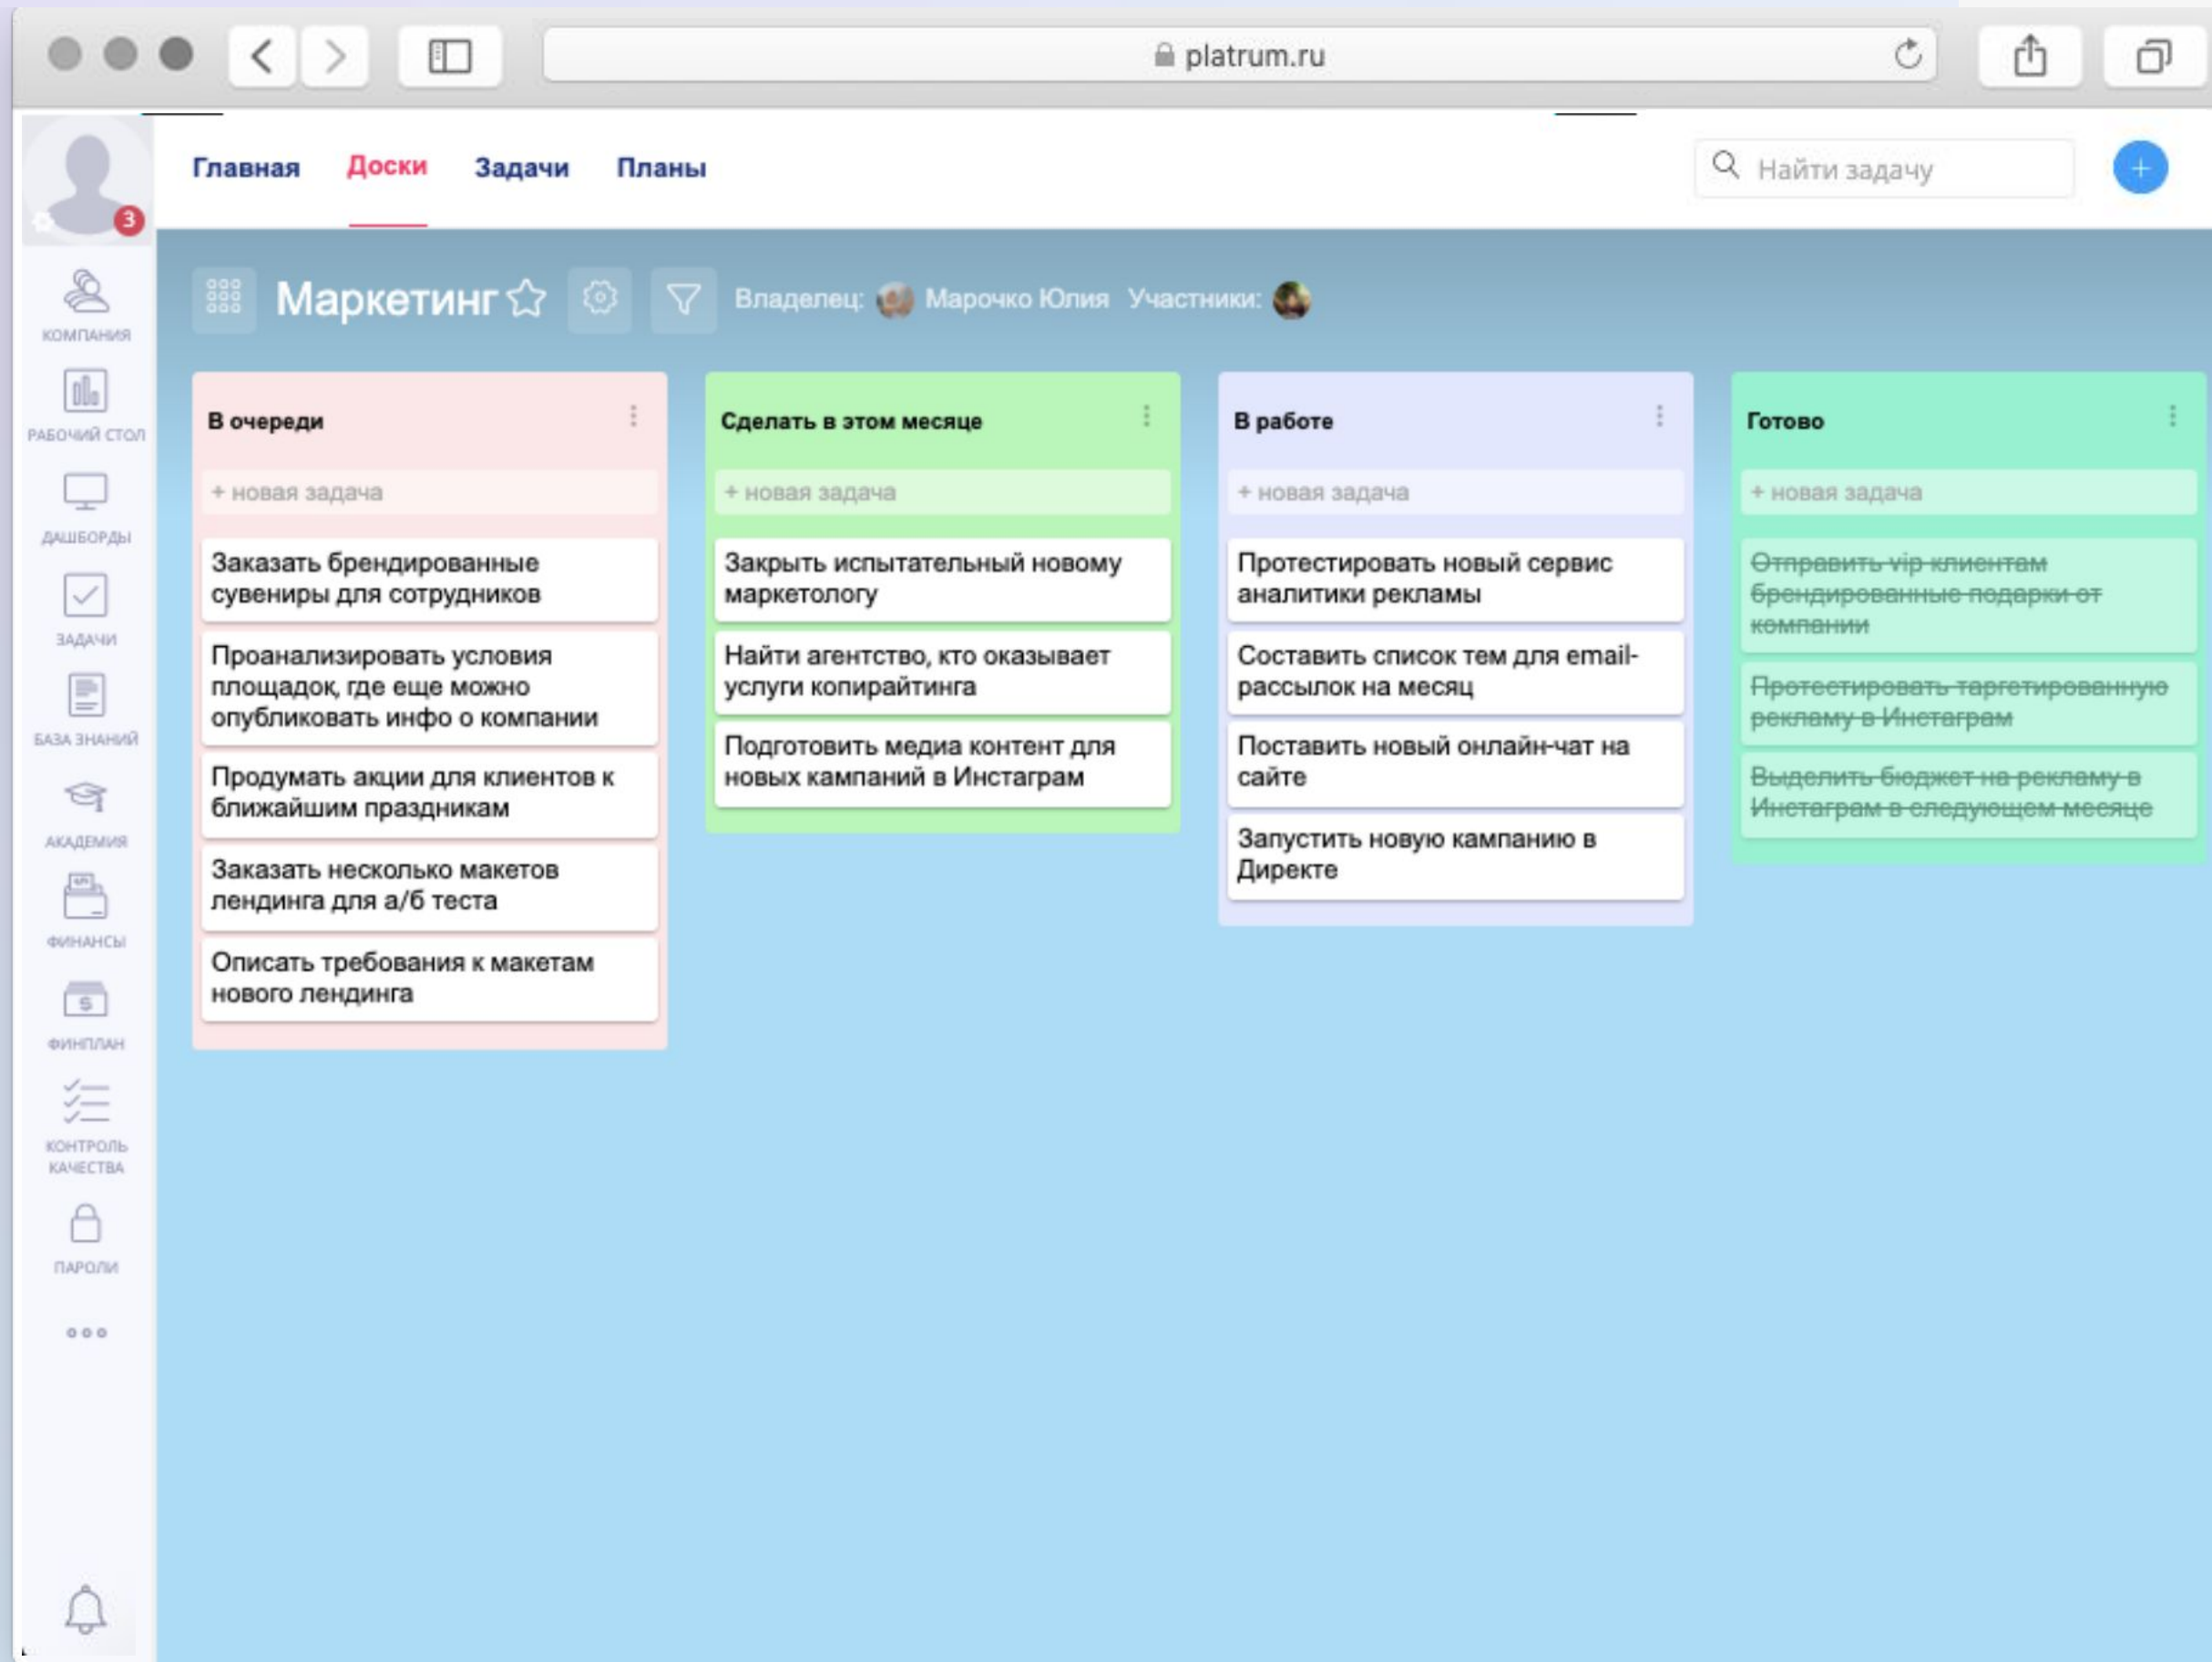 platrum.ru
Главная Доски Задачи Планы
Найти задачу
3
КОМПАНИЯ
РАБОЧИЙ СТОЛ
ДАШБОРДЫ
ЗАДАЧИ
БАЗА ЗНАНИЙ
АКАДЕМИЯ
ФИНАНСЫ
ФИНПЛАН
КОНТРОЛЬ
КАЧЕСТВА
ПАРОЛИ
Маркетинг Владелец: Марочко Юлия Участники:
В очереди
+ новая задача
Заказать брендированные
сувениры для сотрудников
Проанализировать условия
площадок, где еще можно
опубликовать инфо о компании
Продумать акции для клиентов к
ближайшим праздникам
Заказать несколько макетов
лендинга для а/б теста
Описать требования к макетам
нового лендинга
Сделать в этом месяце
+ новая задача
Закрыть испытательный новому
маркетологу
Найти агентство, кто оказывает
услуги копирайтинга
Подготовить медиа контент для
новых кампаний в Инстаграм
В работе
+ новая задача
Протестировать новый сервис
аналитики рекламы
Составить список тем для email-
рассылок на месяц
Поставить новый онлайн-чат на
сайте
Запустить новую кампанию в
Директе
Готово
+ новая задача
Отправить vip клиентам
брендированные подарки от
компании
Протестировать таргетированную
рекламу в Инстаграм
Выделить бюджет на рекламу в
Инстаграм в следующем месяце